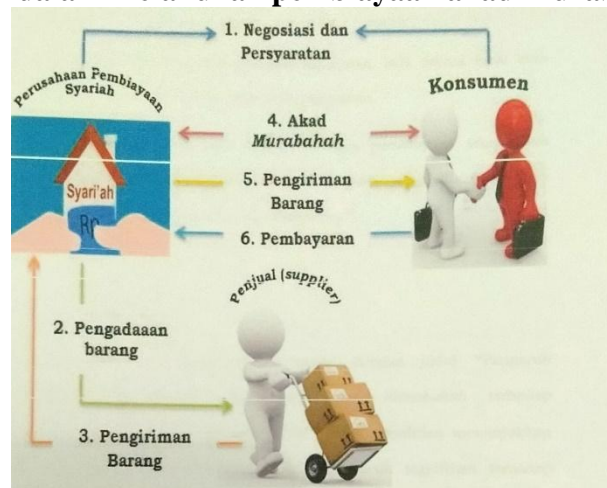 1. Negosiasi dan
Persyaratan
Perusahaan Pembiayaan
Syariah
Konsumen
4. Akad
Murabahah
Syari'ah
Rp
5. Pengiriman
Barang
6. Pembayaran
Penjual (supplier)
2. Pengadaaan
barang
3. Pengiriman
Barang